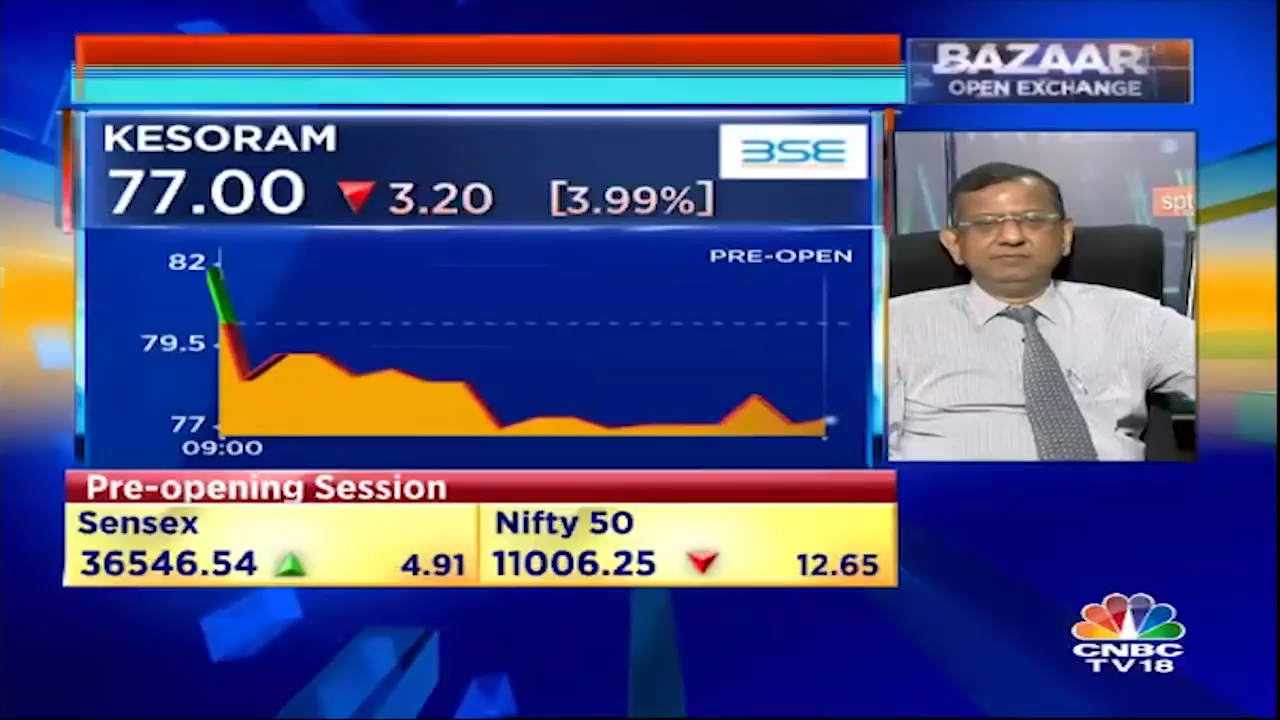 BAZAAR
OPEN EXCHANGE
KESORAM
BSE
77.00 3.20 [3.99%]
PRE-OPEN
82
79.5
77
09:00
Pre-opening Session
Sensex
36546.54 4.91
Nifty 50
11006.25 12.65
CNBC
TV18